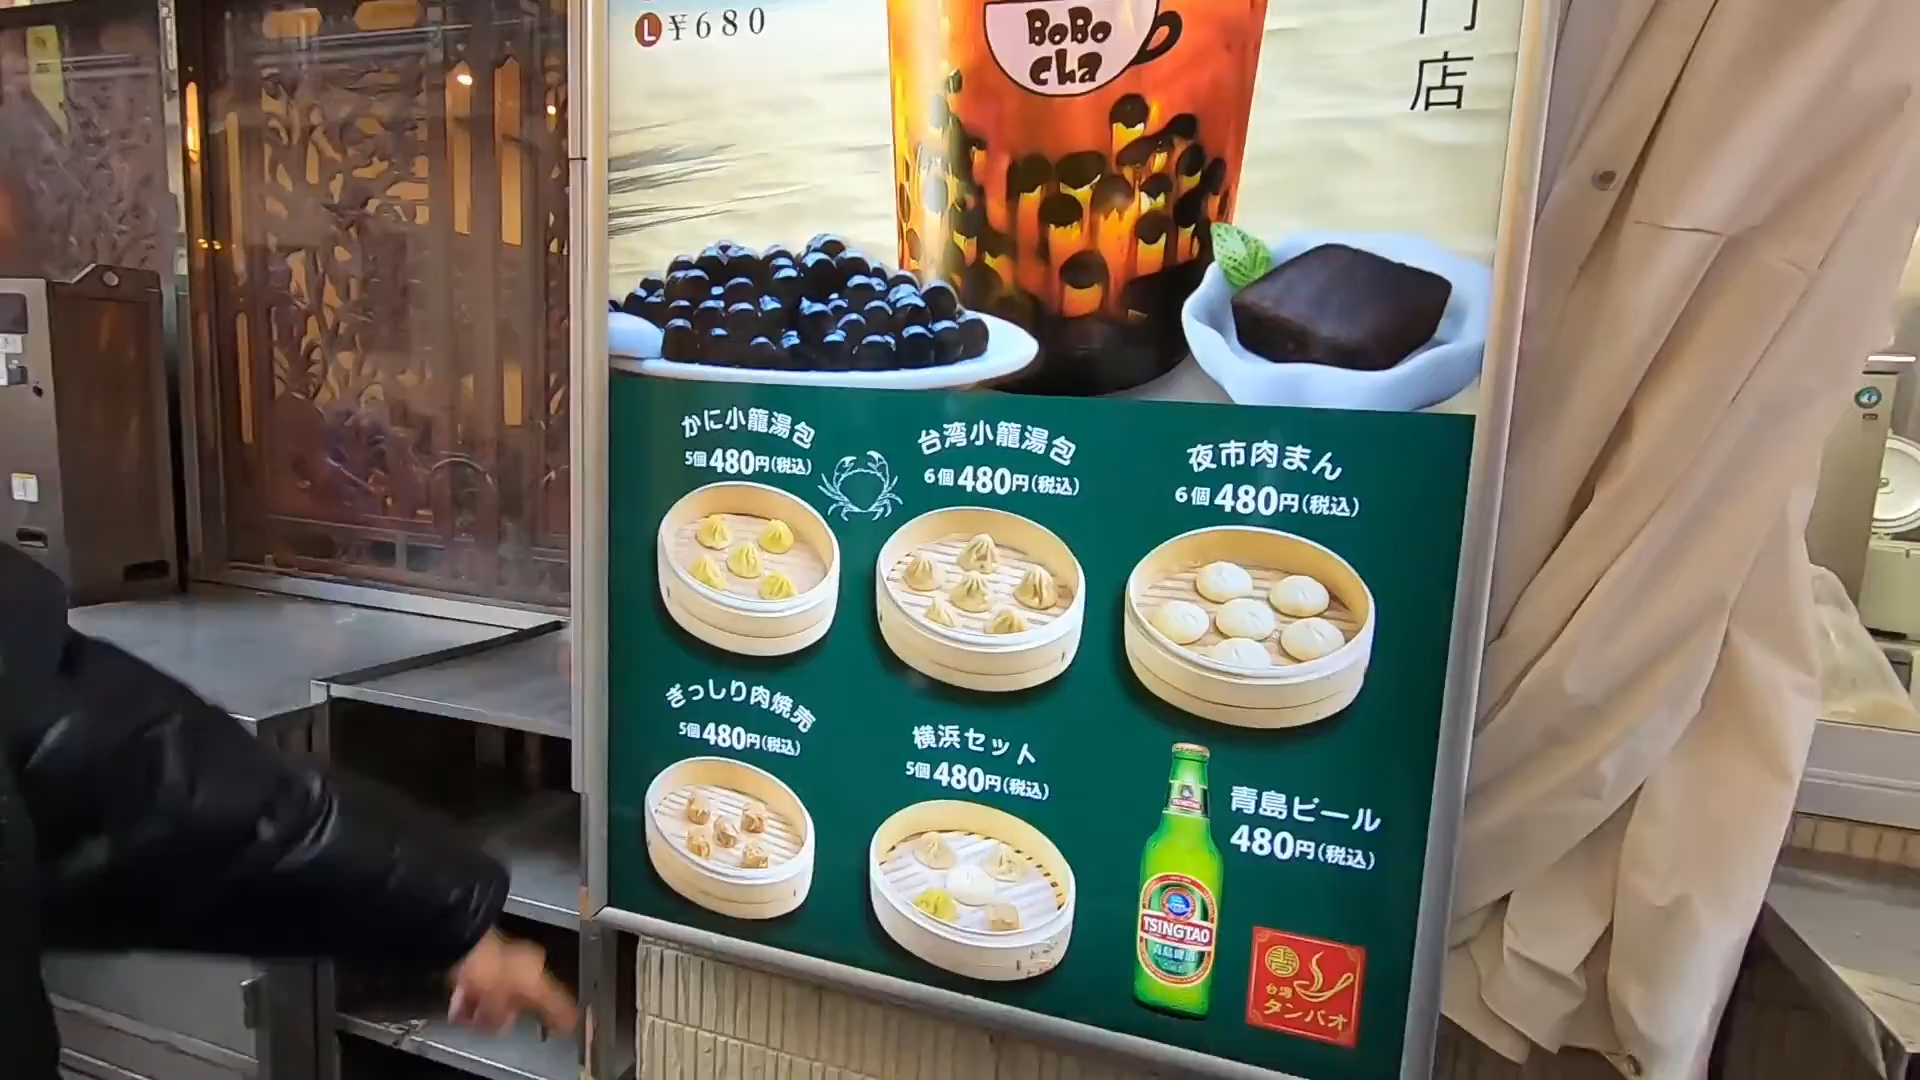 L ¥680
BoBo
cha
門
店
かに小籠湯包
5個480円(税込)
台湾小籠湯包
6個480円(税込)
夜市肉まん
6個480円(税込)
ぎっしり肉焼売
5個480円(税込)
横浜セット
5個480円(税込)
青島ビール
480円(税込)
TSINGTAO
台湾
タンパオ